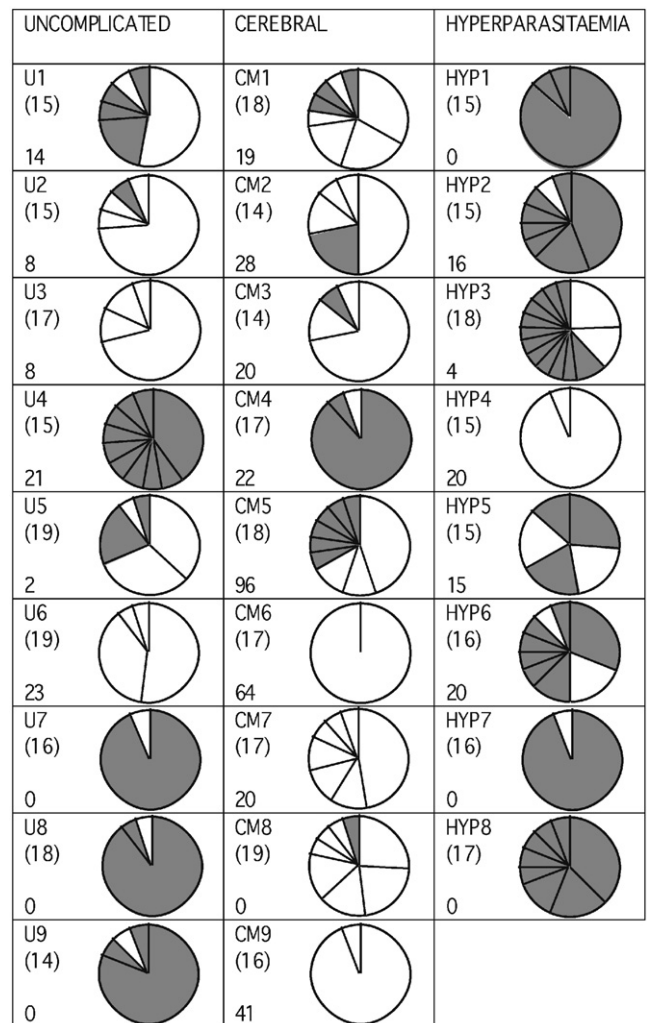 UNCOMPLICATED CEREBRAL HYPERPARASITAEMIA
U1 CM1 HYP1
(15) (18) (15)
14 19 0
U2 CM2 HYP2
(15) (14) (15)
8 28 16
U3 CM3 HYP3
(17) (14) (18)
8 20 4
U4 CM4 HYP4
(15) (17) (15)
21 22 20
U5 CM5 HYP5
(19) (18) (15)
2 96 15
U6 CM6 HYP6
(19) (17) (16)
23 64 20
U7 CM7 HYP7
(16) (17) (16)
0 20 0
U8 CM8 HYP8
(18) (19) (17)
0 0 0
U9 CM9
(14) (16)
0 41